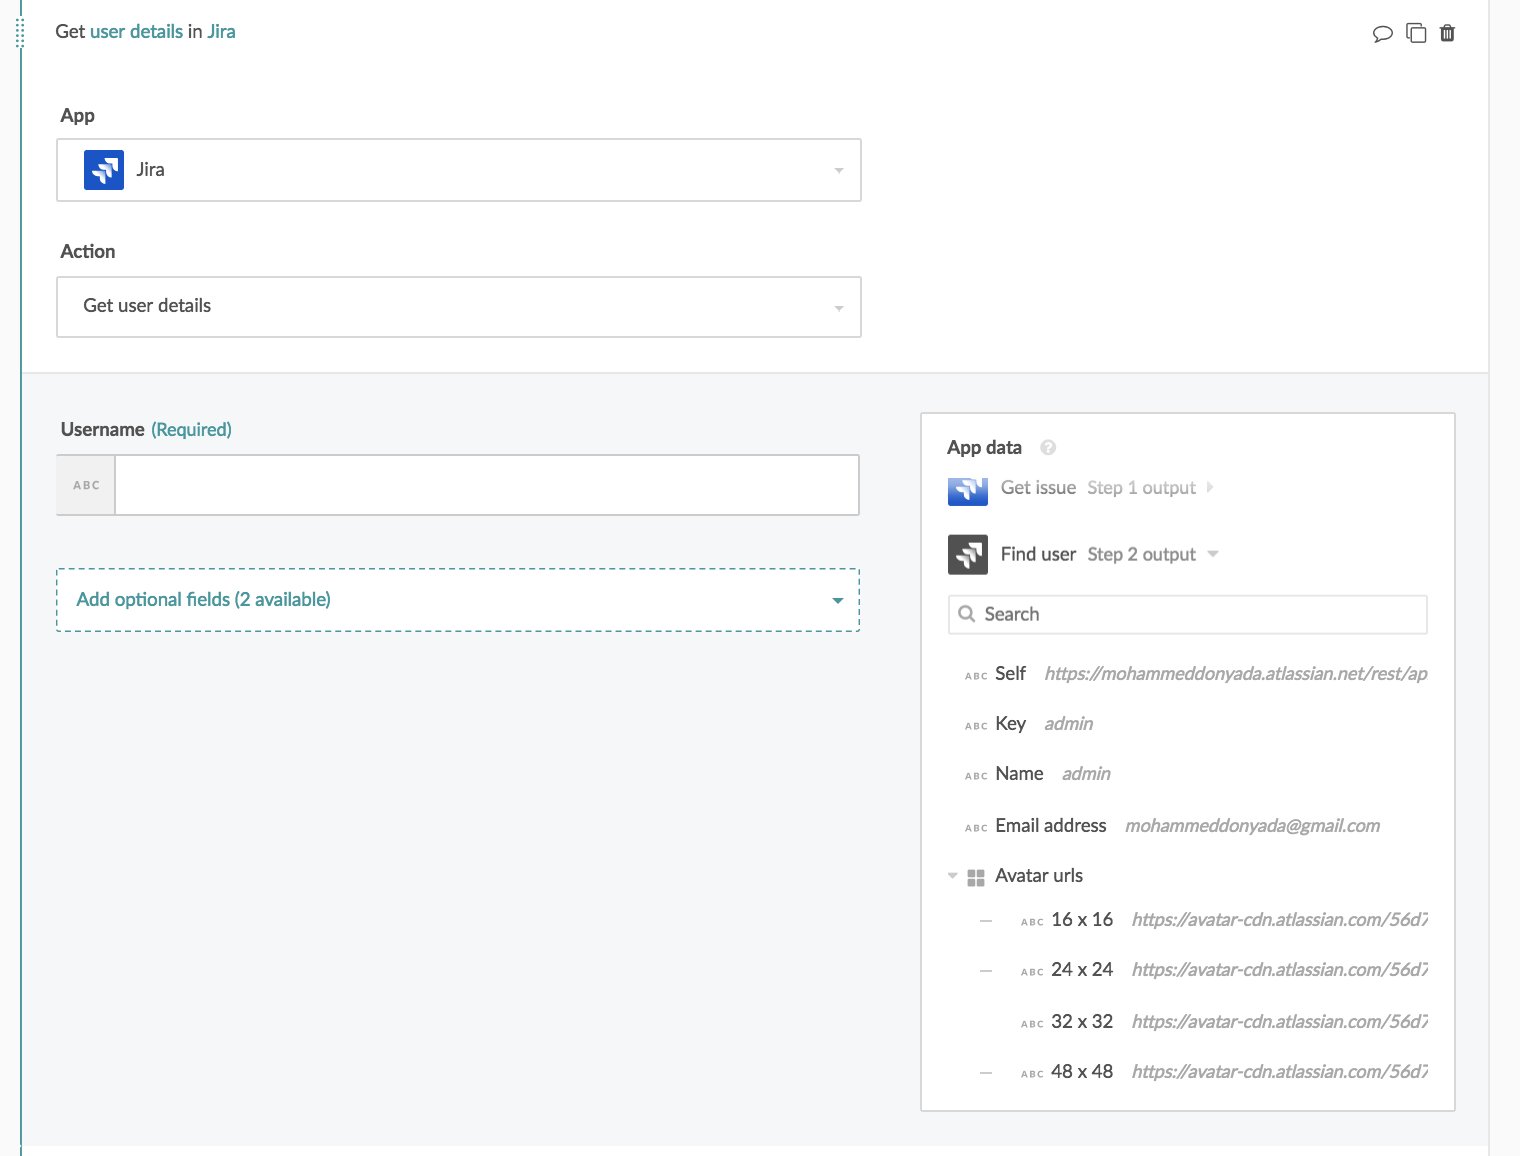 Get user details in Jira
App
Jira
Action
Get user details
Username (Required)
ABC
Add optional fields (2 available)
App data ?
Get issue Step 1 output
Find user Step 2 output
Search
ABC Self https://mohammeddonyada.atlassian.net/rest/ap
ABC Key admin
ABC Name admin
ABC Email address mohammeddonyada@gmail.com
Avatar urls
ABC 16 x 16 https://avatar-cdn.atlassian.com/56d7
ABC 24 x 24 https://avatar-cdn.atlassian.com/56d7
ABC 32 x 32 https://avatar-cdn.atlassian.com/56d7
ABC 48 x 48 https://avatar-cdn.atlassian.com/56d7